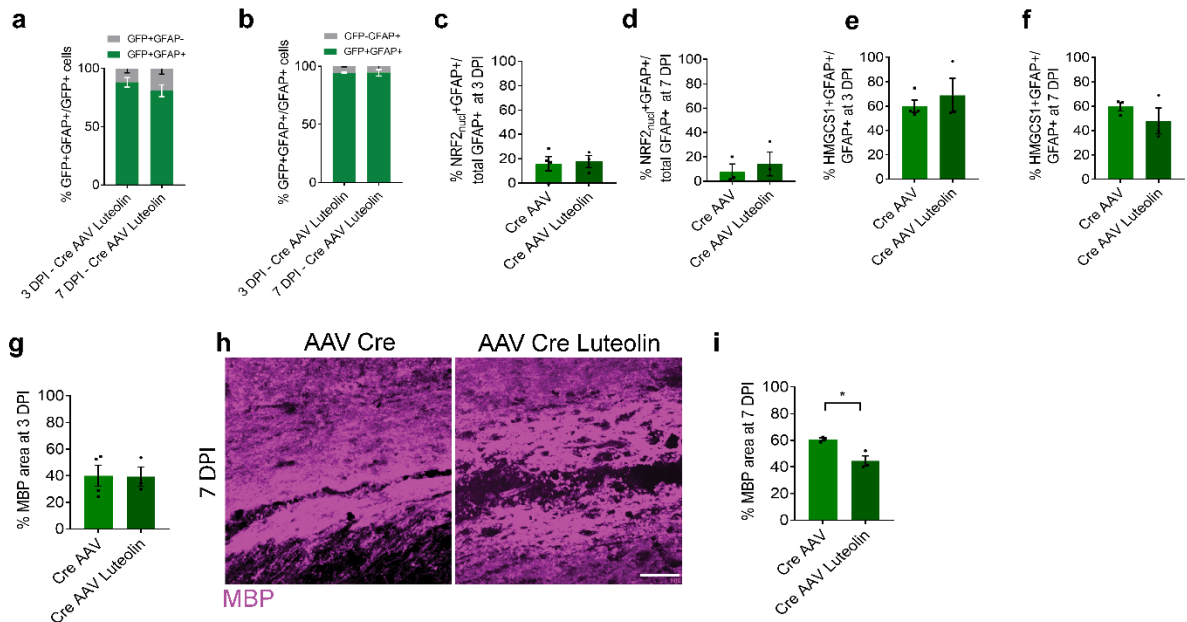 a
GFP+GFAP-
GFP+GFAP+
% GFP+GFAP+/GFP+ cells
100
50
0
3 DPI - Cre AAV Luteolin
7 DPI - Cre AAV Luteolin
b
GFP-GFAP+
GFP+GFAP+
% GFP+GFAP+/GFAP+ cells
100
50
0
3 DPI - Cre AAV Luteolin
7 DPI - Cre AAV Luteolin
c
% NRF2nucl+GFAP+/
total GFAP+ at 3 DPI
100
80
60
40
20
0
Cre AAV
Cre AAV Luteolin
d
% NRF2nucl+GFAP+/
total GFAP+ at 7 DPI
100
80
60
40
20
0
Cre AAV
Cre AAV Luteolin
e
% HMGCS1+GFAP+/
GFAP+ at 3 DPI
100
80
60
40
20
0
Cre AAV
Cre AAV Luteolin
f
% HMGCS1+GFAP+/
GFAP+ at 7 DPI
100
80
60
40
20
0
Cre AAV
Cre AAV Luteolin
g
% MBP area at 3 DPI
100
80
60
40
20
0
Cre AAV
Cre AAV Luteolin
h
AAV Cre
AAV Cre Luteolin
7 DPI
MBP
i
% MBP area at 7 DPI
100
80
60
40
20
0
*
Cre AAV
Cre AAV Luteolin